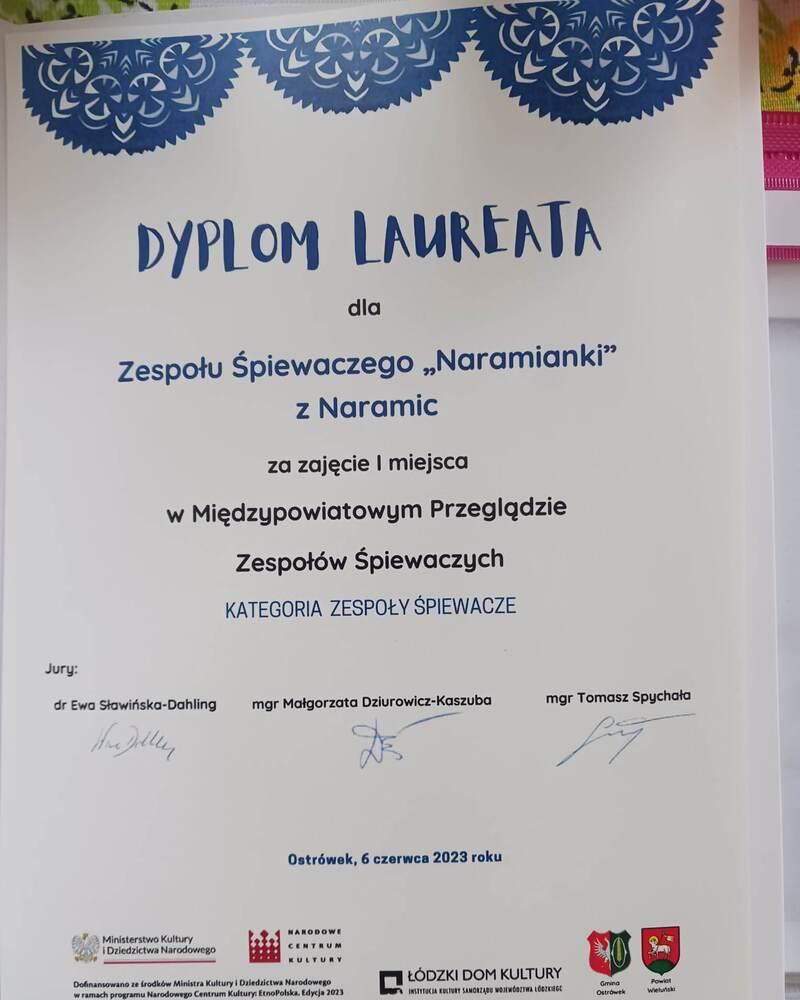 DYPLOM LAUREATA
dla
Zespołu Śpiewaczego „Naramianki”
z Naramic
za zajęcie I miejsca
w Międzypowiatowym Przeglądzie
Zespołów Śpiewaczych
KATEGORIA ZESPOŁY ŚPIEWACZE
Jury:
dr Ewa Sławińska-Dahling mgr Małgorzata Dziurowicz-Kaszuba mgr Tomasz Spychała
Ostrówek, 6 czerwca 2023 roku
Ministerstwo Kultury
i Dziedzictwa Narodowego
NARODOWE
CENTRUM
KULTURY
Dofinansowano ze środków Ministra Kultury i Dziedzictwa Narodowego
w ramach programu Narodowego Centrum Kultury: EtnoPolska. Edycja 2023
ŁÓDZKI DOM KULTURY
INSTYTUCJA KULTURY SAMORZĄDU WOJEWÓDZTWA ŁÓDZKIEGO
Gmina
Ostrówek
Powiat
Wieluński